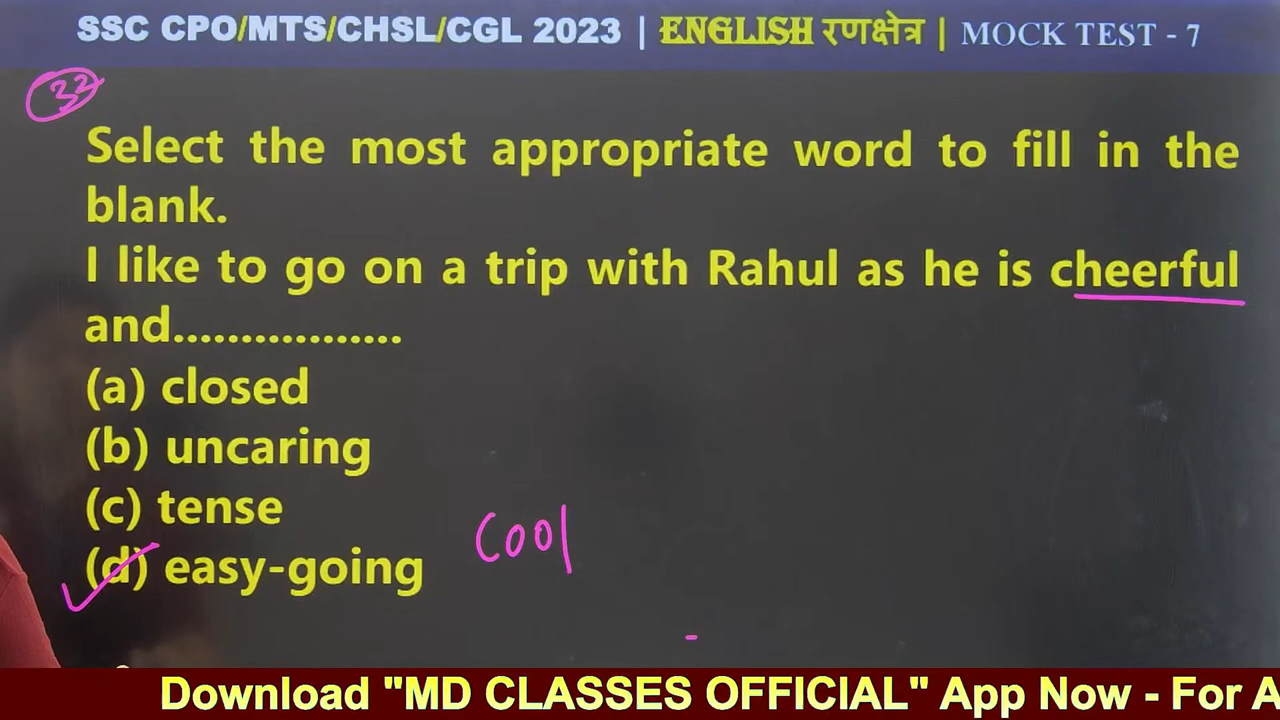 SSC CPO/MTS/CHSL/CGL 2023 | ENGLISH रणक्षेत्र | MOCK TEST - 7
32
Select the most appropriate word to fill in the
blank.
I like to go on a trip with Rahul as he is cheerful
and.................
(a) closed
(b) uncaring
(c) tense
(d) easy-going
Cool
Download "MD CLASSES OFFICIAL" App Now - For A